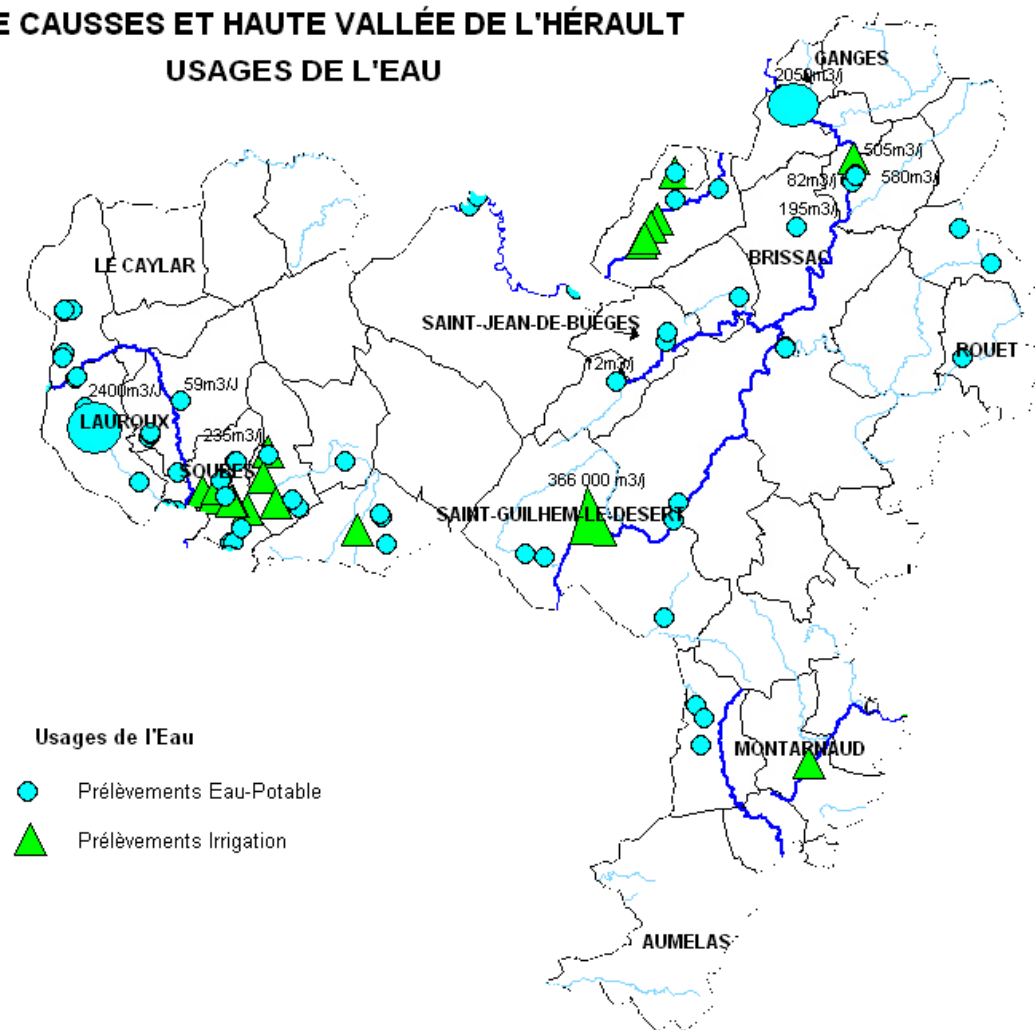 E CAUSSES ET HAUTE VALLÉE DE L'HÉRAULT
USAGES DE L'EAU
GANGES
2050m3/j
505m3/j
82m3/j
580m3/j
195m3/j
BRISSAC
LE CAYLAR
SAINT-JEAN-DE-BUEGES
ROUET
12m3/j
2400m3/J
59m3/J
LAUROUX
235m3/j
SOUBES
366 000 m3/j
SAINT-GUILHEM-LE-DESERT
Usages de l'Eau
MONTARNAUD
Prélèvements Eau-Potable
Prélèvements Irrigation
AUMELAS